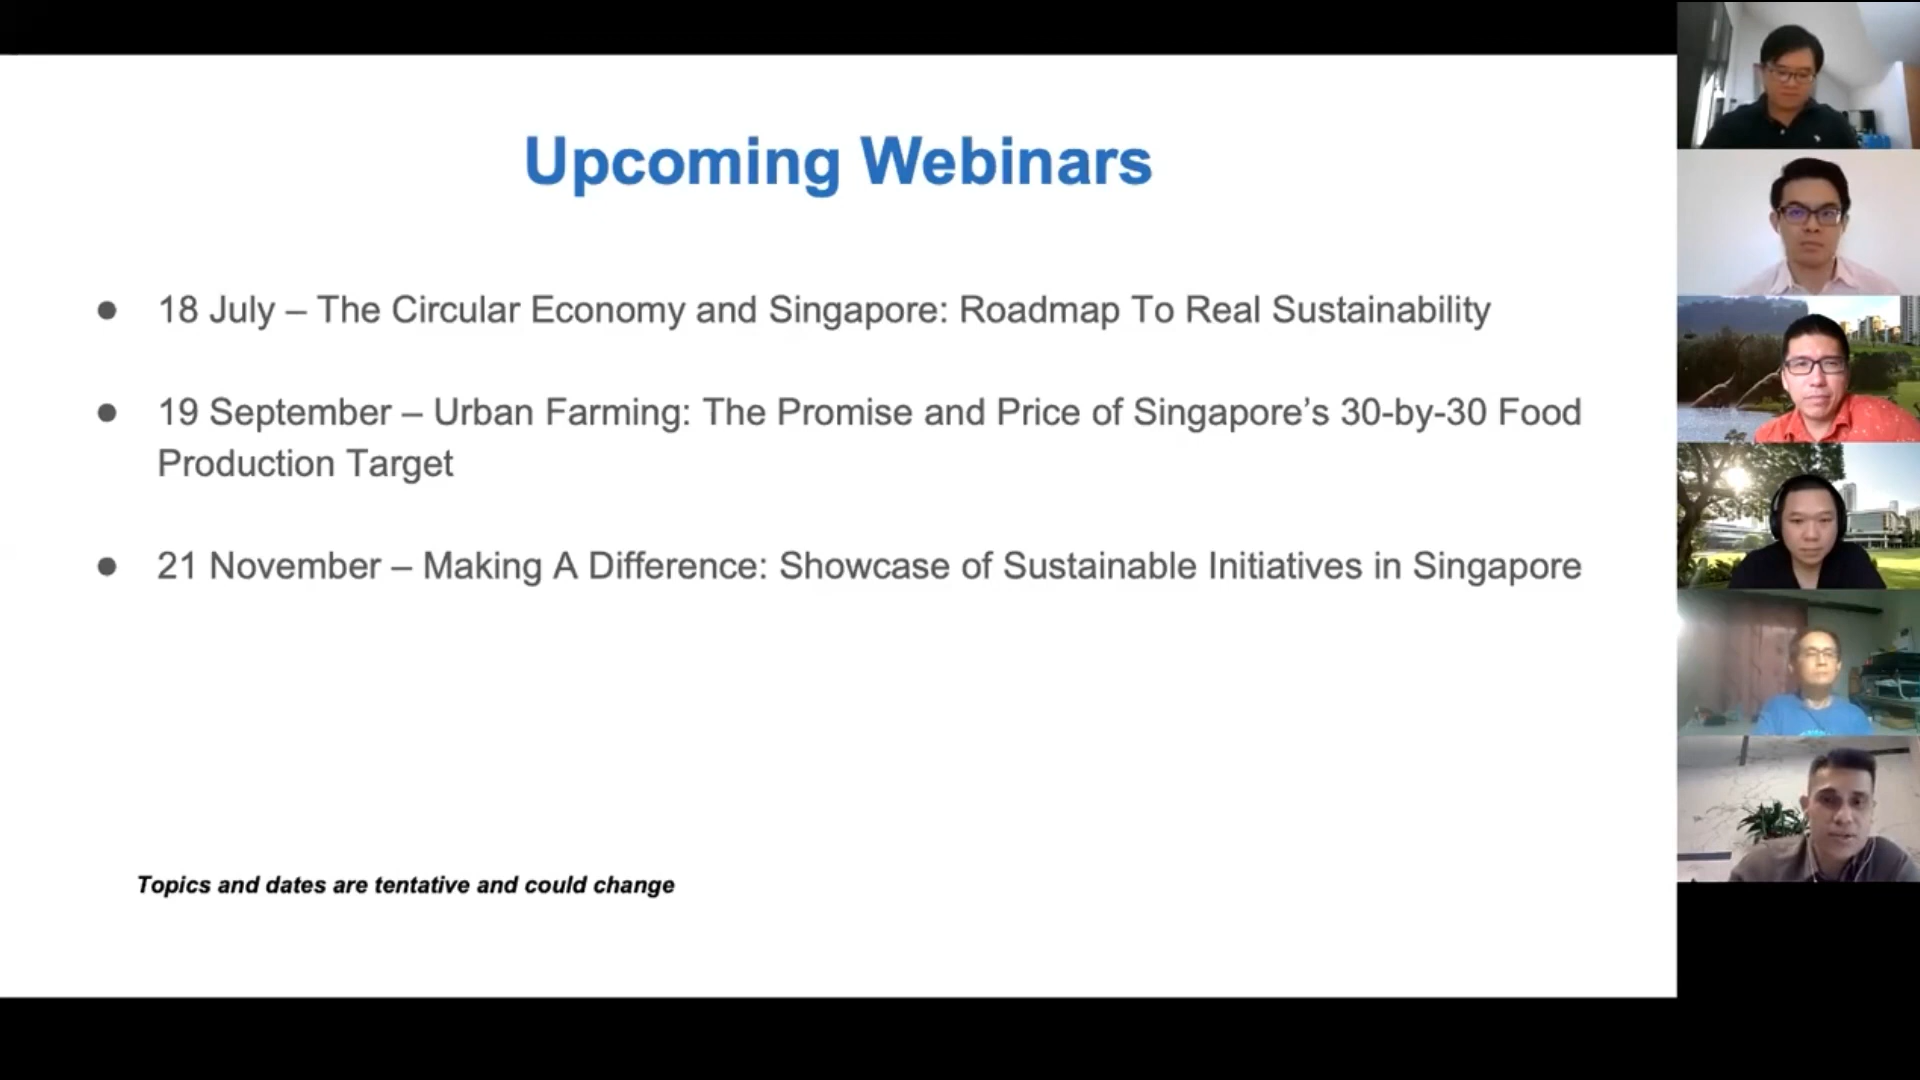 Upcoming Webinars
● 18 July – The Circular Economy and Singapore: Roadmap To Real Sustainability
● 19 September – Urban Farming: The Promise and Price of Singapore’s 30-by-30 Food
Production Target
● 21 November – Making A Difference: Showcase of Sustainable Initiatives in Singapore
Topics and dates are tentative and could change